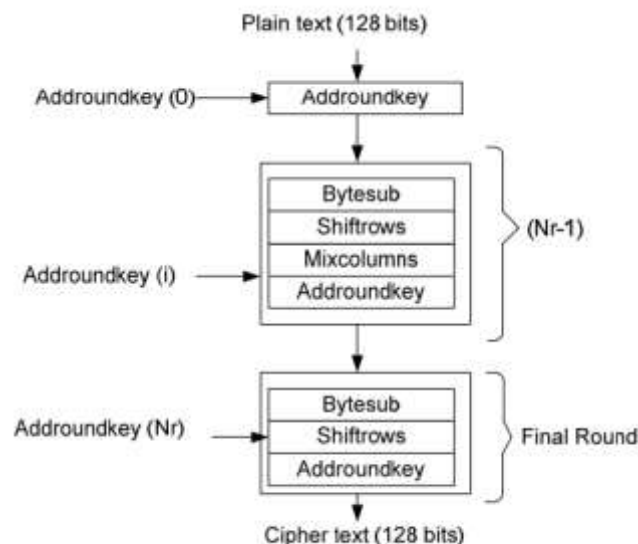 Plain text (128 bits)
Addroundkey (0)
Addroundkey
Bytesub
Shiftrows
Mixcolumns
Addroundkey
Addroundkey (i)
(Nr-1)
Bytesub
Shiftrows
Addroundkey
Addroundkey (Nr)
Final Round
Cipher text (128 bits)